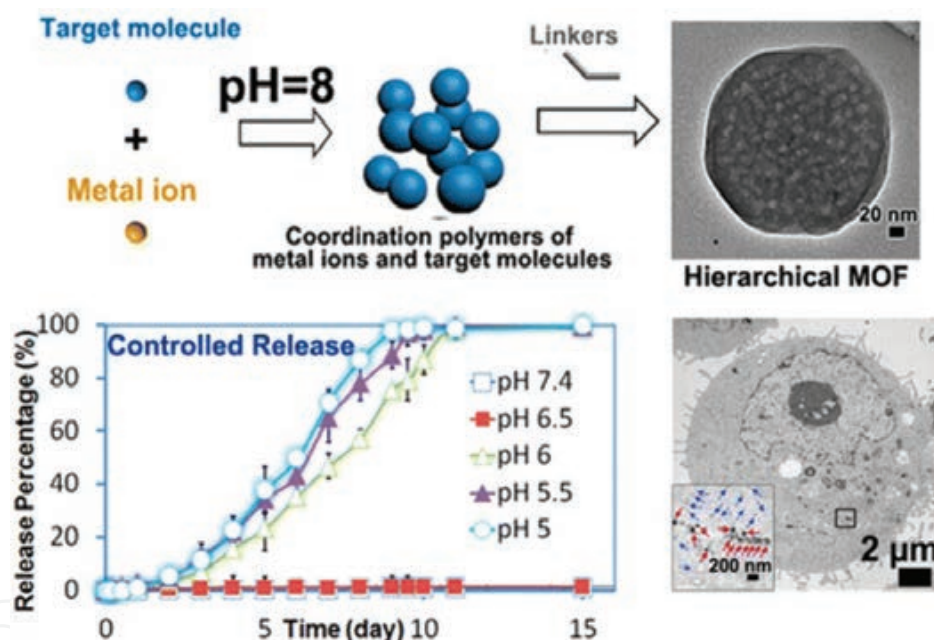 Target molecule
+
Metal ion
pH=8
Coordination polymers of
metal ions and target molecules
Linkers
20 nm
Hierarchical MOF
Release Percentage (%)
100
80
60
40
20
0
Controlled Release
pH 7.4
pH 6.5
pH 6
pH 5.5
pH 5
0
5
10
15
Time (day)
200 nm
2 µm